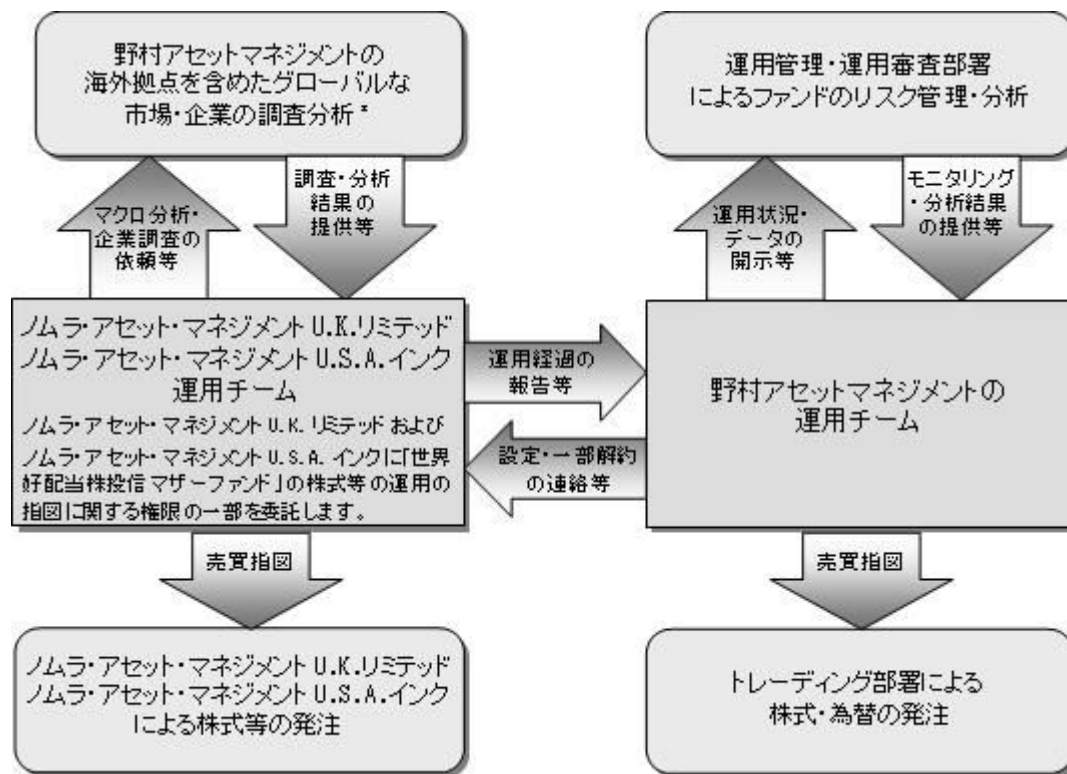 野村アセットマネジメントの
海外拠点を含めたグローバルな
市場・企業の調査分析*
運用管理・運用審査部署
によるファンドのリスク管理・分析
マクロ分析・
企業調査の
依頼等
調査・分析
結果の
提供等
運用状況・
データの
開示等
モニタリング
・分析結果
の提供等
ノムラ・アセット・マネジメント U.K.リミテッド
ノムラ・アセット・マネジメント U.S.A.インク
運用チーム
ノムラ・アセット・マネジメント U.K. リミテッド および
ノムラ・アセット・マネジメント U.S.A. インクに「世界
好配当株投信 マザーファンド」の株式等の運用の
指図に関する権限の一部を委託します。
運用経過の
報告等
設定・一部解約
の連絡等
野村アセットマネジメントの
運用チーム
売買指図
売買指図
ノムラ・アセット・マネジメント U.K.リミテッド
ノムラ・アセット・マネジメント U.S.A.インク
による株式等の発注
トレーディング部署による
株式・為替の発注